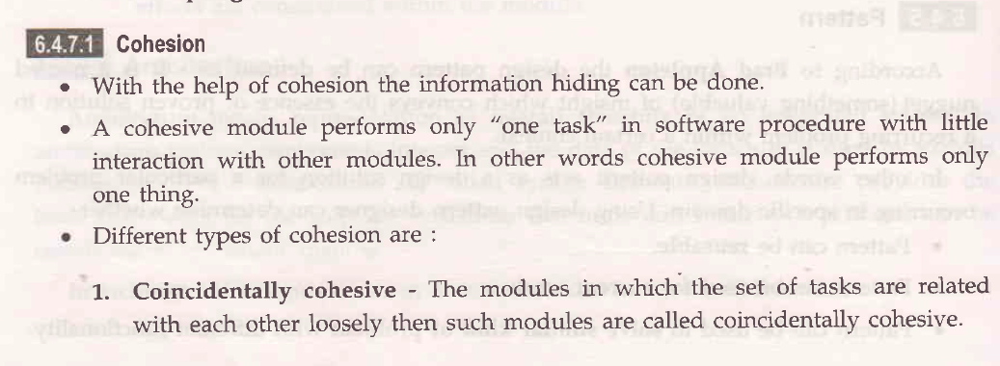 6.4.7.1 Cohesion
• With the help of cohesion the information hiding can be done.
• A cohesive module performs only "one task" in software procedure with little
interaction with other modules. In other words cohesive module performs only
one thing.
• Different types of cohesion are :
1. Coincidentally cohesive - The modules in which the set of tasks are related
with each other loosely then such modules are called coincidentally cohesive.